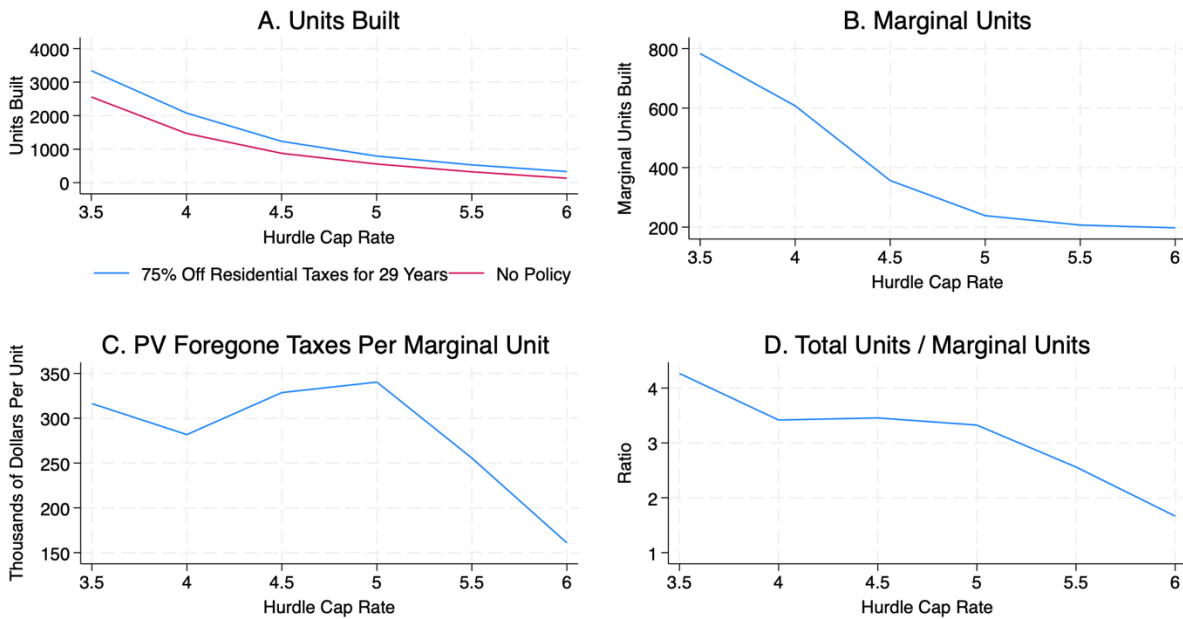 A. Units Built
Units Built
4000
3000
2000
1000
0
3.5 4 4.5 5 5.5 6
Hurdle Cap Rate
75% Off Residential Taxes for 29 Years No Policy
B. Marginal Units
Marginal Units Built
800
600
400
200
3.5 4 4.5 5 5.5 6
Hurdle Cap Rate
C. PV Foregone Taxes Per Marginal Unit
Thousands of Dollars Per Unit
350
300
250
200
150
3.5 4 4.5 5 5.5 6
Hurdle Cap Rate
D. Total Units / Marginal Units
Ratio
4
3
2
1
3.5 4 4.5 5 5.5 6
Hurdle Cap Rate